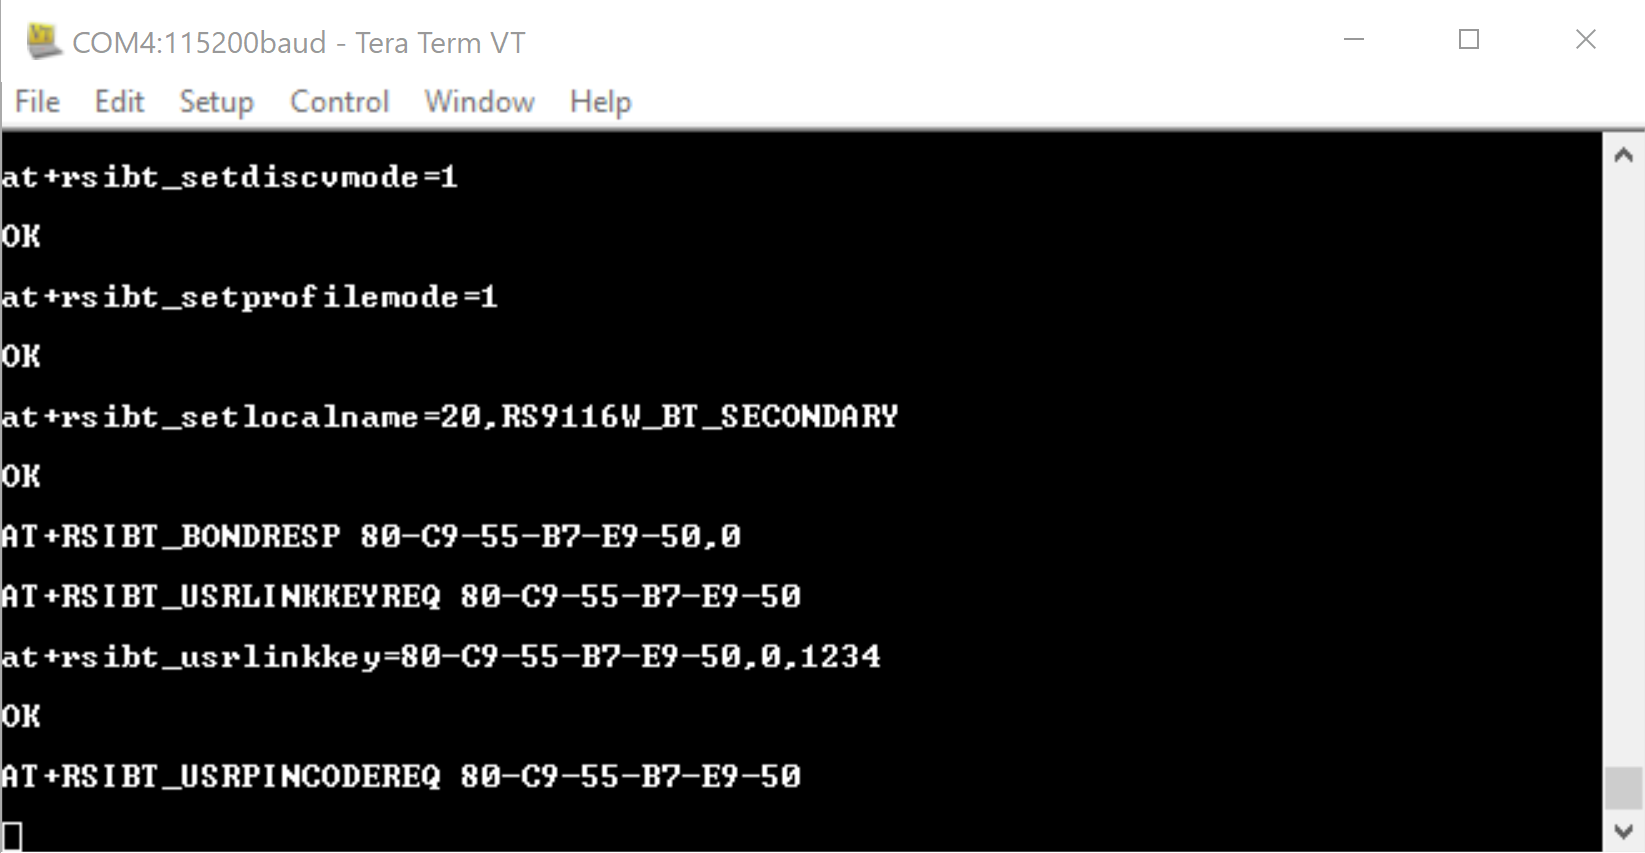 COM4:115200baud - Tera Term VT
File Edit Setup Control Window Help
at+rsibt_setdiscvmode=1
OK
at+rsibt_setprofilemode=1
OK
at+rsibt_setlocalname=20,RS9116W_BT_SECONDARY
OK
AT+RSIBT_BONDRESP 80-C9-55-B7-E9-50,0
AT+RSIBT_USRLINKKEYREQ 80-C9-55-B7-E9-50
at+rsibt_usrlinkkey=80-C9-55-B7-E9-50,0,1234
OK
AT+RSIBT_USRPINCODEREQ 80-C9-55-B7-E9-50